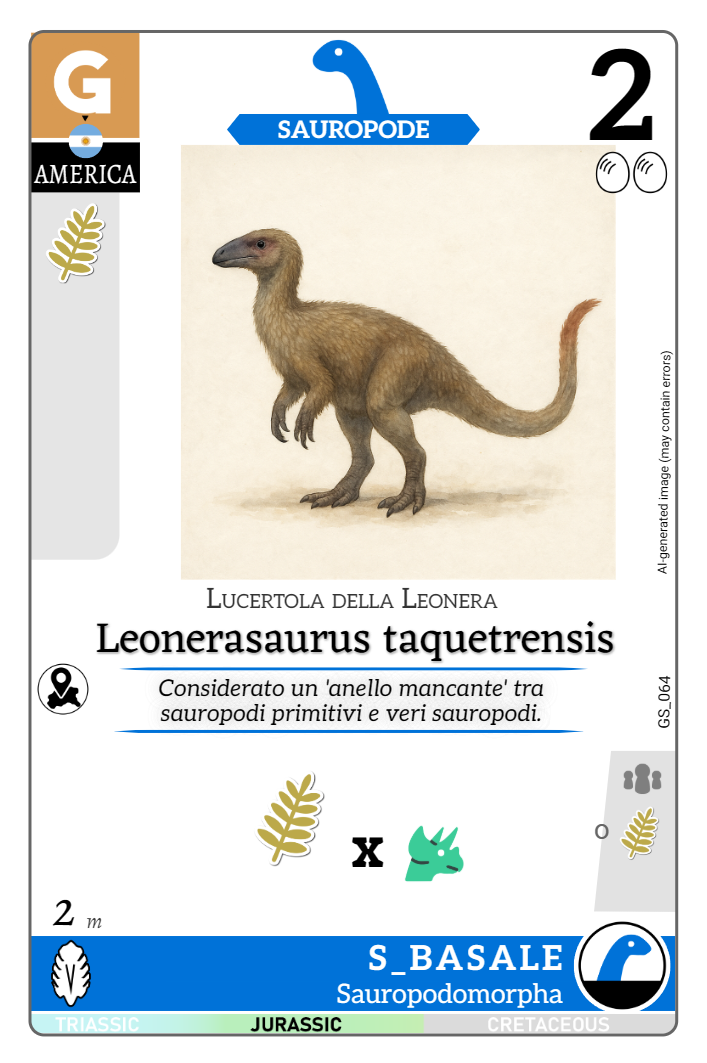 G
2
SAUROPODE
AMERICA
AI-generated image (may contain errors)
Lucertola della Leonera
Leonerasaurus taquetrensis
Considerato un 'anello mancante' tra
sauropodi primitivi e veri sauropodi.
GS_064
x
o
2 m
S_BASALE
Sauropodomorpha
TRIASSIC JURASSIC CRETACEOUS